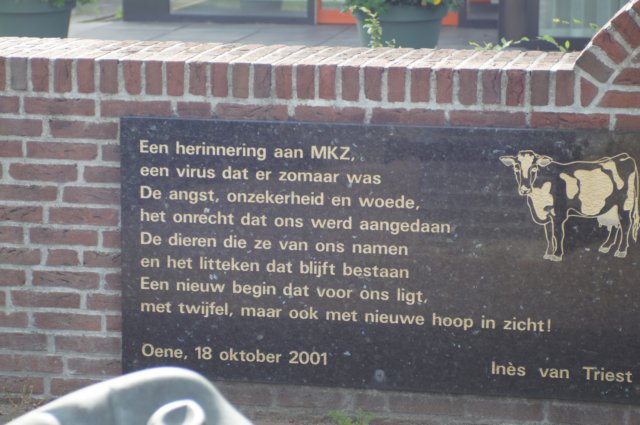 Een herinnering aan MKZ,
een virus dat er zomaar was
De angst, onzekerheid en woede,
het onrecht dat ons werd aangedaan
De dieren die ze van ons namen
en het litteken dat blijft bestaan
Een nieuw begin dat voor ons ligt,
met twijfel, maar ook met nieuwe hoop in zicht!
Oene, 18 oktober 2001
Inès van Triest